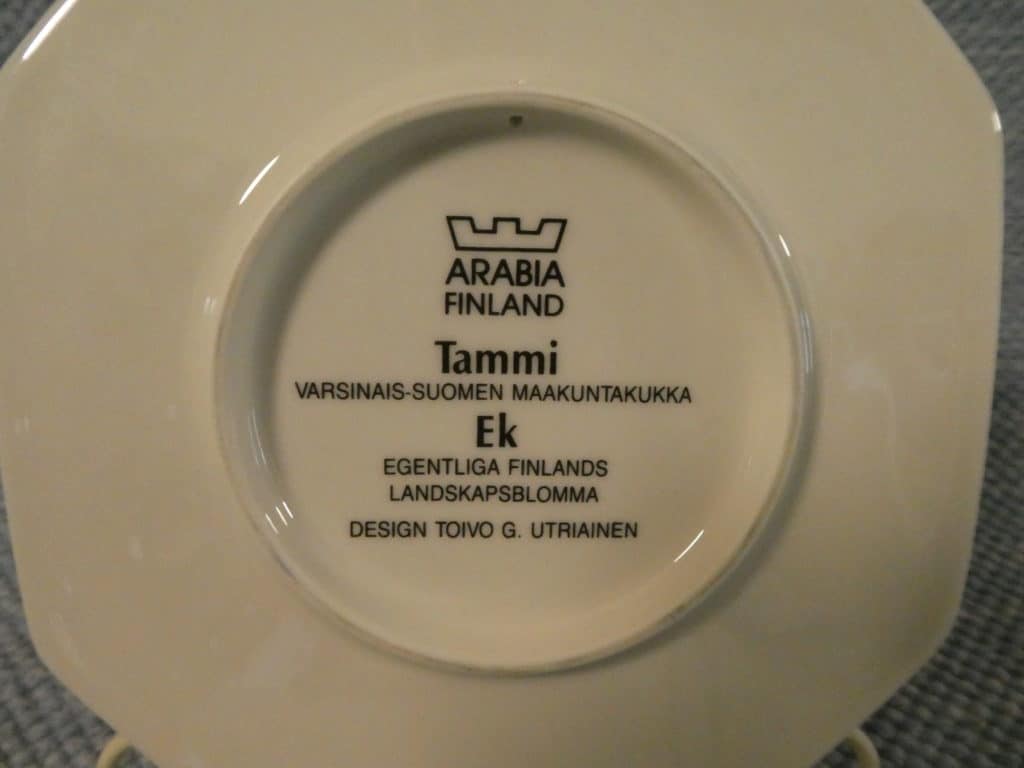 ARABIA
FINLAND
Tammi
VARSINAIS-SUOMEN MAAKUNTAKUKKA
Ek
EGENTLIGA FINLANDS
LANDSKAPSBLOMMA
DESIGN TOIVO G. UTRIAINEN